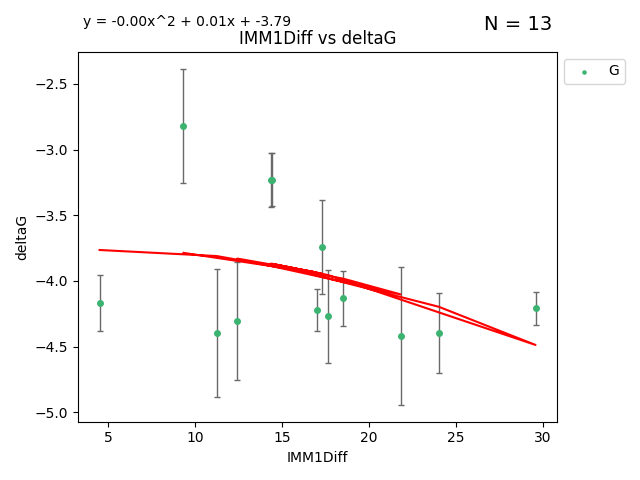 y = -0.00x^2 + 0.01x + -3.79
N = 13
IMM1Diff vs deltaG
G
−2.5
−3.0
−3.5
−4.0
−4.5
−5.0
deltaG
5 10 15 20 25 30
IMM1Diff